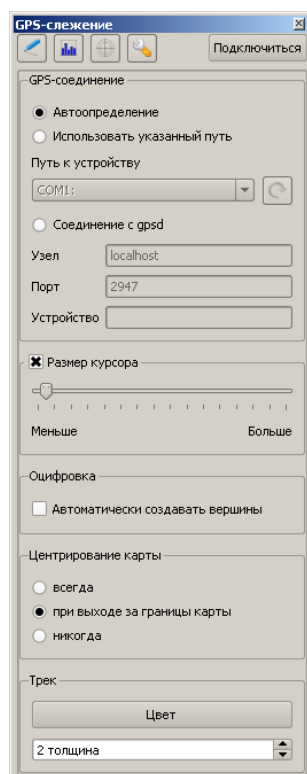 GPS-слежение
Подключиться
GPS-соединение
Автоопределение
Использовать указанный путь
Путь к устройству
COM1:
Соединение с gpsd
Узел localhost
Порт 2947
Устройство
Размер курсора
Меньше Больше
Оцифровка
Автоматически создавать вершины
Центрирование карты
всегда
при выходе за границы карты
никогда
Трек
Цвет
2 толщина